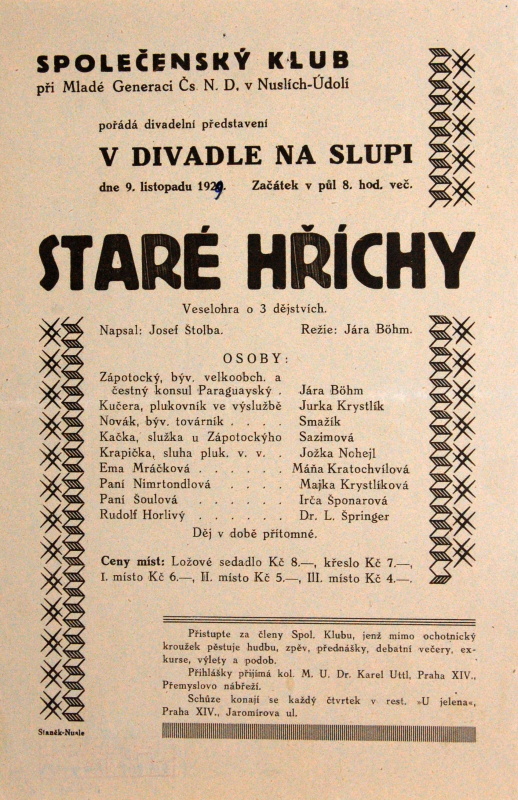 SPOLEČENSKÝ KLUB
při Mladé Generaci Čs. N. D. v Nuslích-Údolí
pořádá divadelní představení
V DIVADLE NA SLUPI
dne 9. listopadu 1929. Začátek v půl 8. hod. več.
STARÉ HŘÍCHY
Veselohra o 3 dějstvích.
Napsal: Josef Štolba. Režie: Jára Böhm.
OSOBY:
Zápotocký, býv. velkoobch. a
čestný konsul Paraguayský . Jára Böhm
Kučera, plukovník ve výslužbě Jurka Krystlík
Novák, býv. továrník . . . . Smažík
Kačka, služka u Zápotockýho Sazimová
Krapička, sluha pluk. v. v. . Jožka Nohejl
Ema Mráčková . . . . . . Máňa Kratochvílová
Paní Nimrtondlová . . . . Majka Krystlíková
Paní Šoulová . . . . . . Irča Šponarová
Rudolf Horlivý . . . . . . Dr. L. Špringer
Děj v době přítomné.
Ceny míst: Ložové sedadlo Kč 8.—, křeslo Kč 7.—,
I. místo Kč 6.—, II. místo Kč 5.—, III. místo Kč 4.—.
Přistupte za členy Spol. Klubu, jenž mimo ochotnický
kroužek pěstuje hudbu, zpěv, přednášky, debatní večery, ex-
kurse, výlety a podob.
Přihlášky přijímá kol. M. U. Dr. Karel Uttl, Praha XIV.,
Přemyslovo nábřeží.
Schůze konají se každý čtvrtek v rest. »U jelena«,
Praha XIV., Jaromírova ul.
Staněk-Nusle